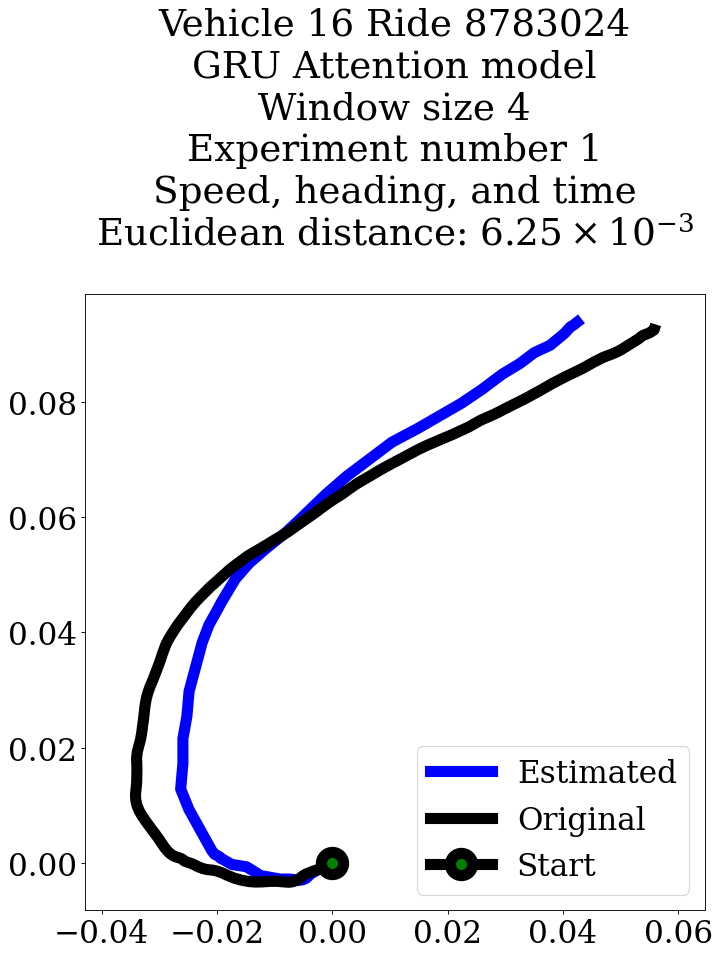 Vehicle 16 Ride 8783024
GRU Attention model
Window size 4
Experiment number 1
Speed, heading, and time
Euclidean distance: 6.25 × 10⁻³
0.08
0.06
0.04
0.02
0.00
Estimated
Original
Start
−0.04 −0.02 0.00 0.02 0.04 0.06